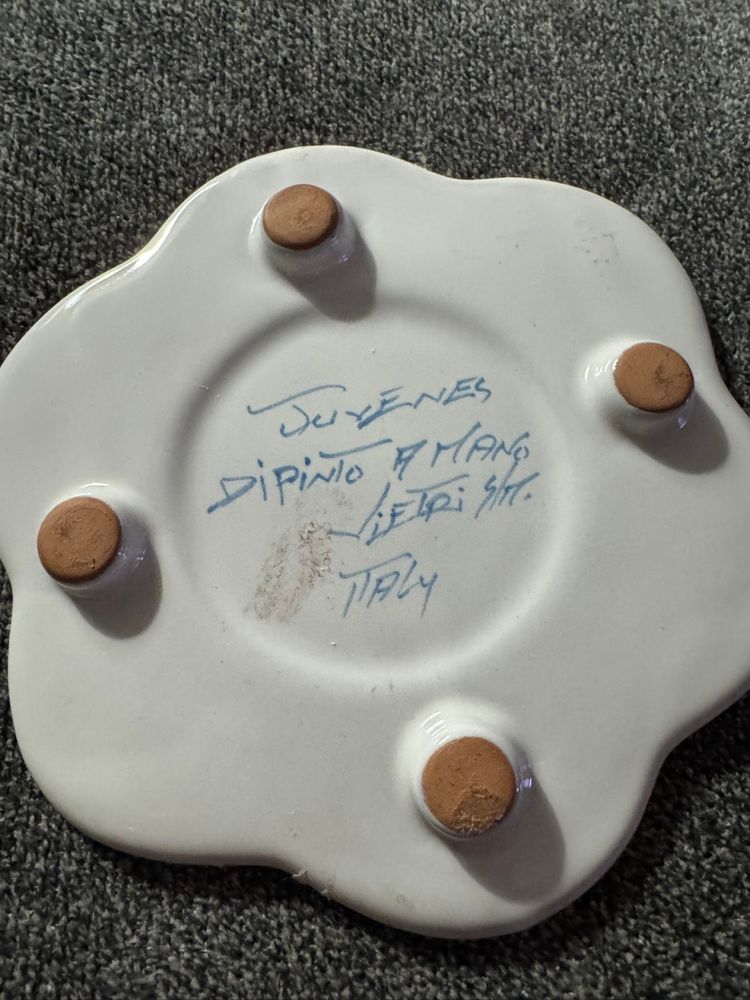 JUVENES
DIPINTO A MANO
VIETRI S/M.
ITALY